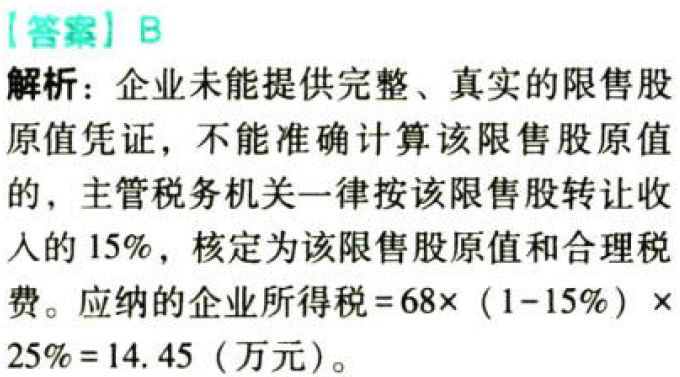 【答案】B
解析：企业未能提供完整、真实的限售股
原值凭证，不能准确计算该限售股原值
的，主管税务机关一律按该限售股转让收
入的15%，核定为该限售股原值和合理税
费。应纳的企业所得税=68×（1-15%）×
25%=14.45（万元）。